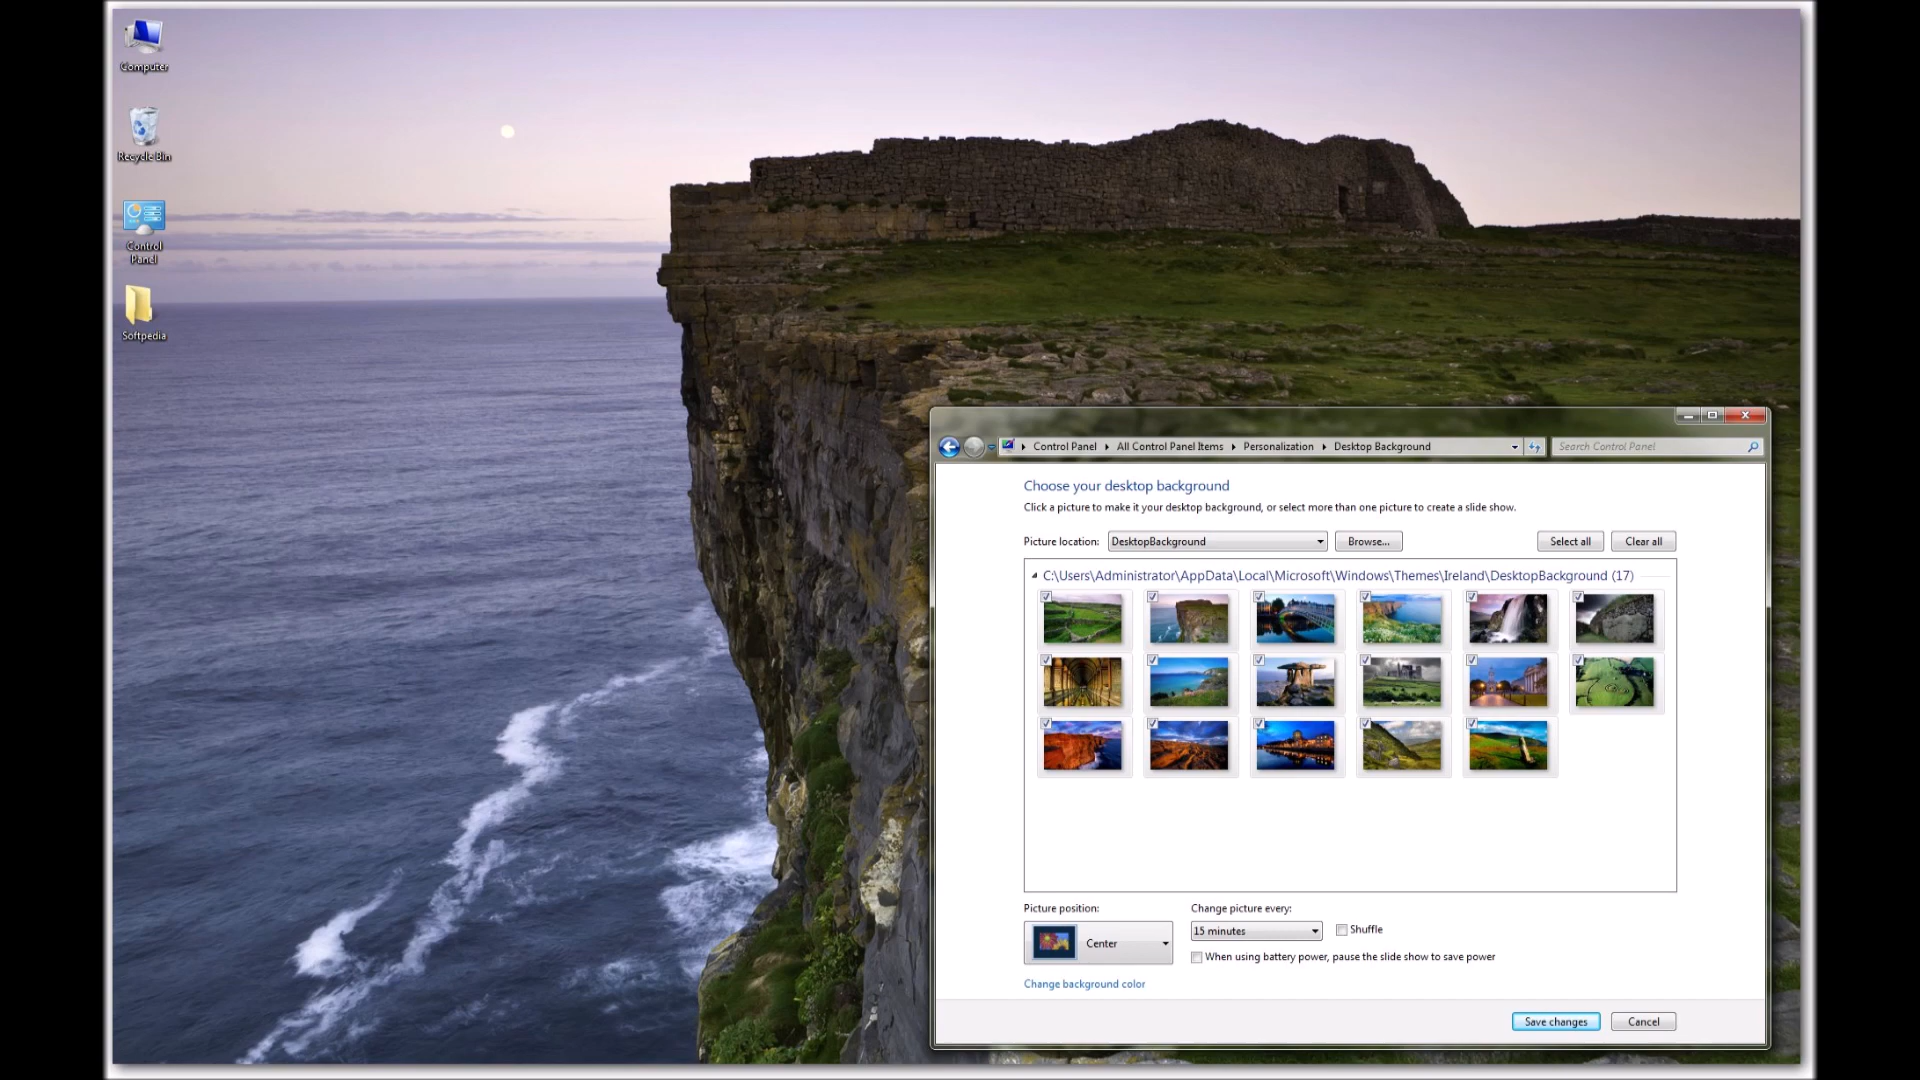 Computer
Recycle Bin
Control
Panel
Softpedia
Control Panel All Control Panel Items Personalization Desktop Background
Search Control Panel
Choose your desktop background
Click a picture to make it your desktop background, or select more than one picture to create a slide show.
Picture location: DesktopBackground Browse... Select all Clear all
C:\Users\Administrator\AppData\Local\Microsoft\Windows\Themes\Ireland\DesktopBackground (17)
Picture position:
Center
Change picture every:
15 minutes Shuffle
When using battery power, pause the slide show to save power
Change background color
Save changes Cancel